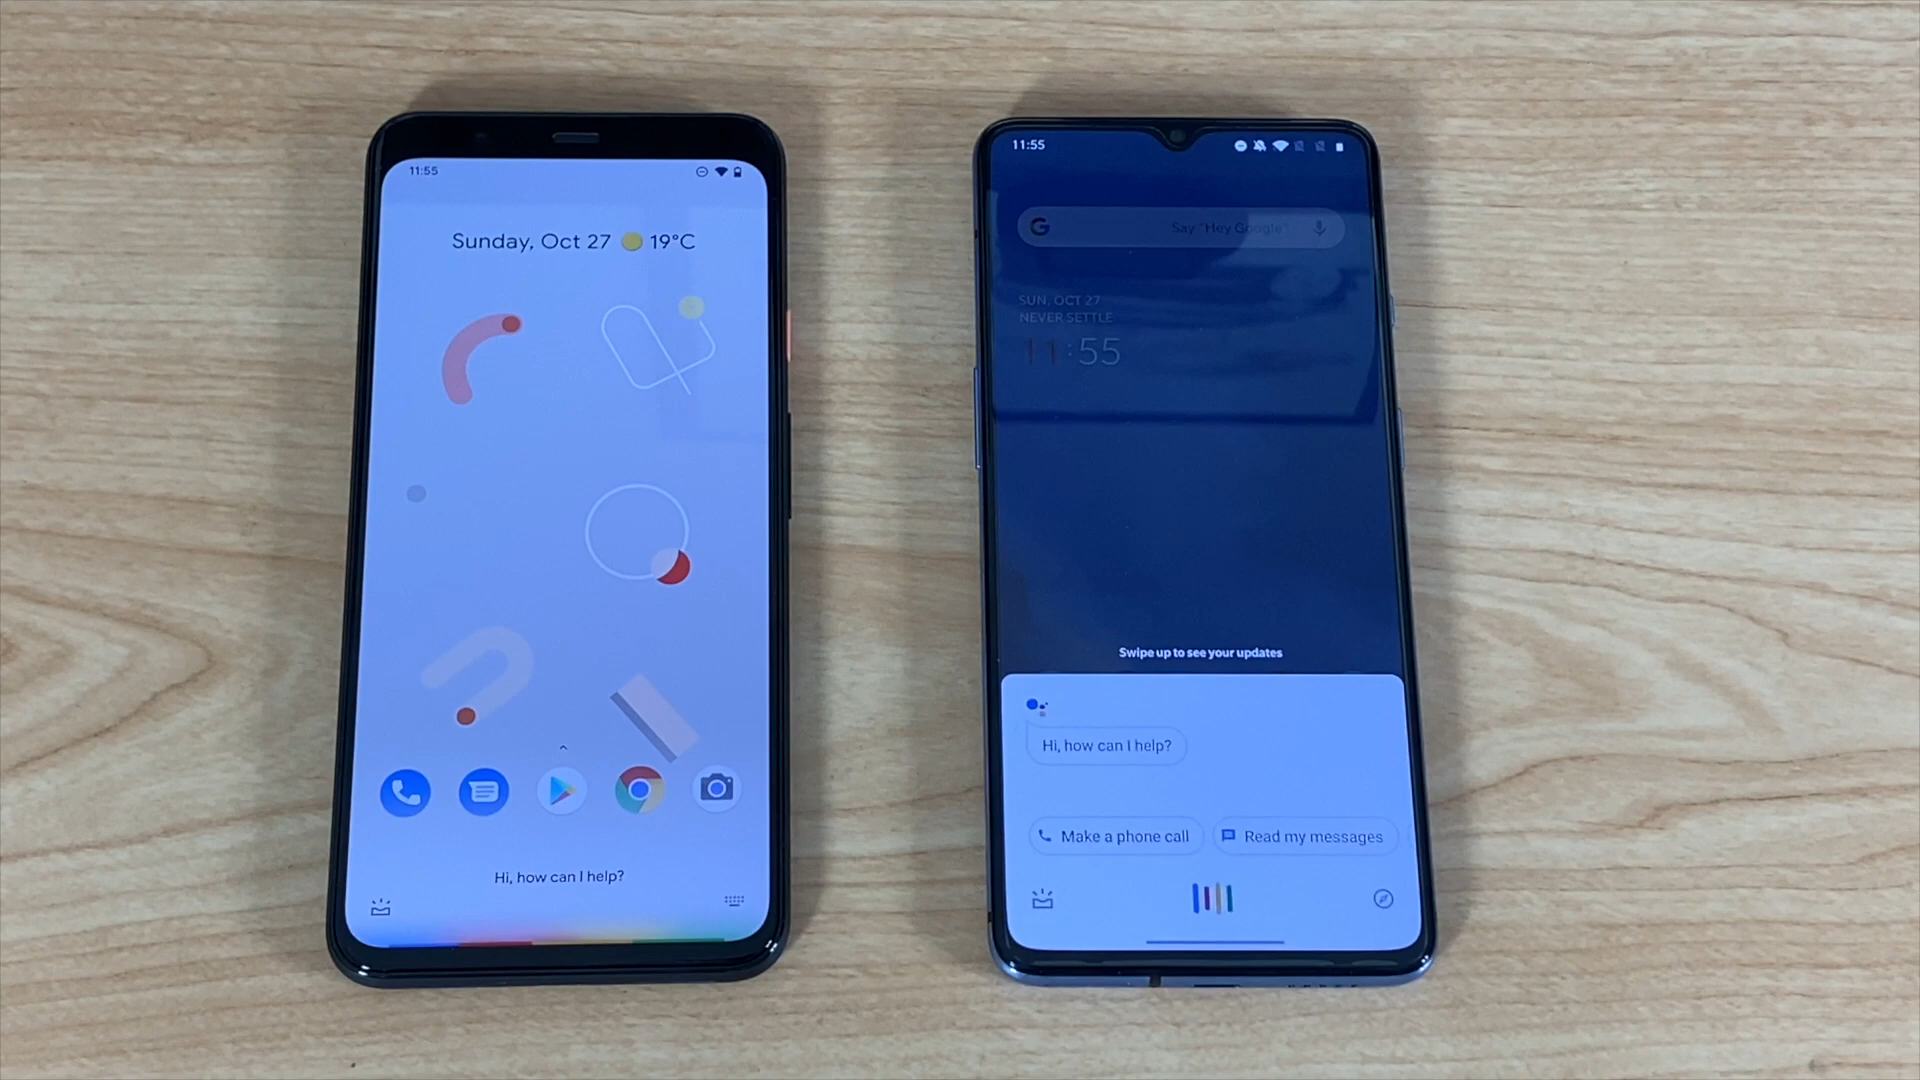 11:55
Sunday, Oct 27 19°C
Hi, how can I help?
11:55
G Say "Hey Google"
SUN, OCT 27
NEVER SETTLE
11:55
Swipe up to see your updates
Hi, how can I help?
Make a phone call
Read my messages